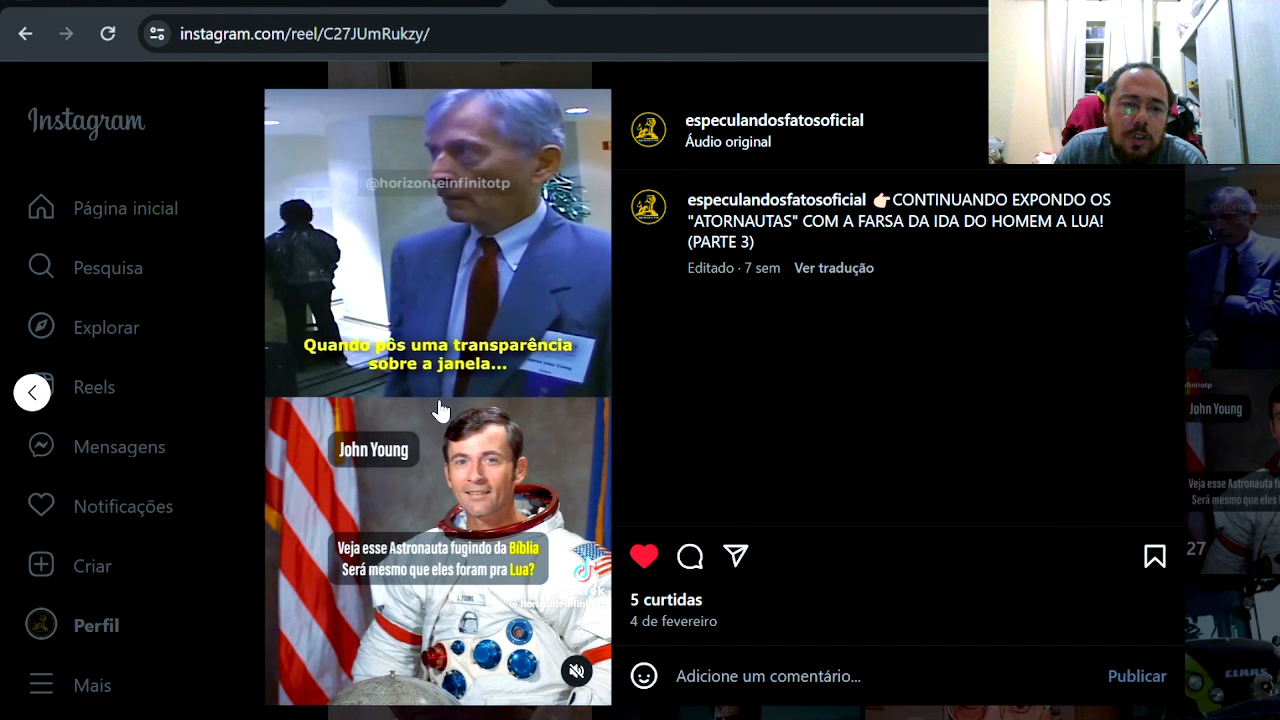 instagram.com/reel/C27JUmRukzy/
Instagram
Página inicial
Pesquisa
Explorar
Reels
Mensagens
Notificações
Criar
Perfil
Mais
@horizonteinfinitotp
Quando pôs uma transparência
sobre a janela...
John Young
Veja esse Astronauta fugindo da Bíblia
Será mesmo que eles foram pra Lua?
especulandosfatosoficial
Áudio original
especulandosfatosoficial 👉🏻CONTINUANDO EXPONDO OS
"ATORNAUTAS" COM A FARSA DA IDA DO HOMEM A LUA!
(PARTE 3)
Editado · 7 sem Ver tradução
5 curtidas
4 de fevereiro
Adicione um comentário...
Publicar
John Young
27
CLAAS